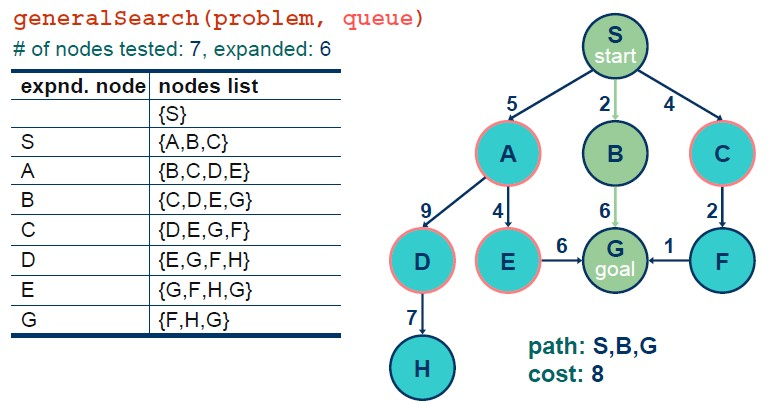 generalSearch(problem, queue)
# of nodes tested: 7, expanded: 6
expnd. node nodes list
{S}
S {A,B,C}
A {B,C,D,E}
B {C,D,E,G}
C {D,E,G,F}
D {E,G,F,H}
E {G,F,H,G}
G {F,H,G}
S
start
5 2 4
A B C
9 4 6 2
D E 6 G 1 F
goal
7
H
path: S,B,G
cost: 8